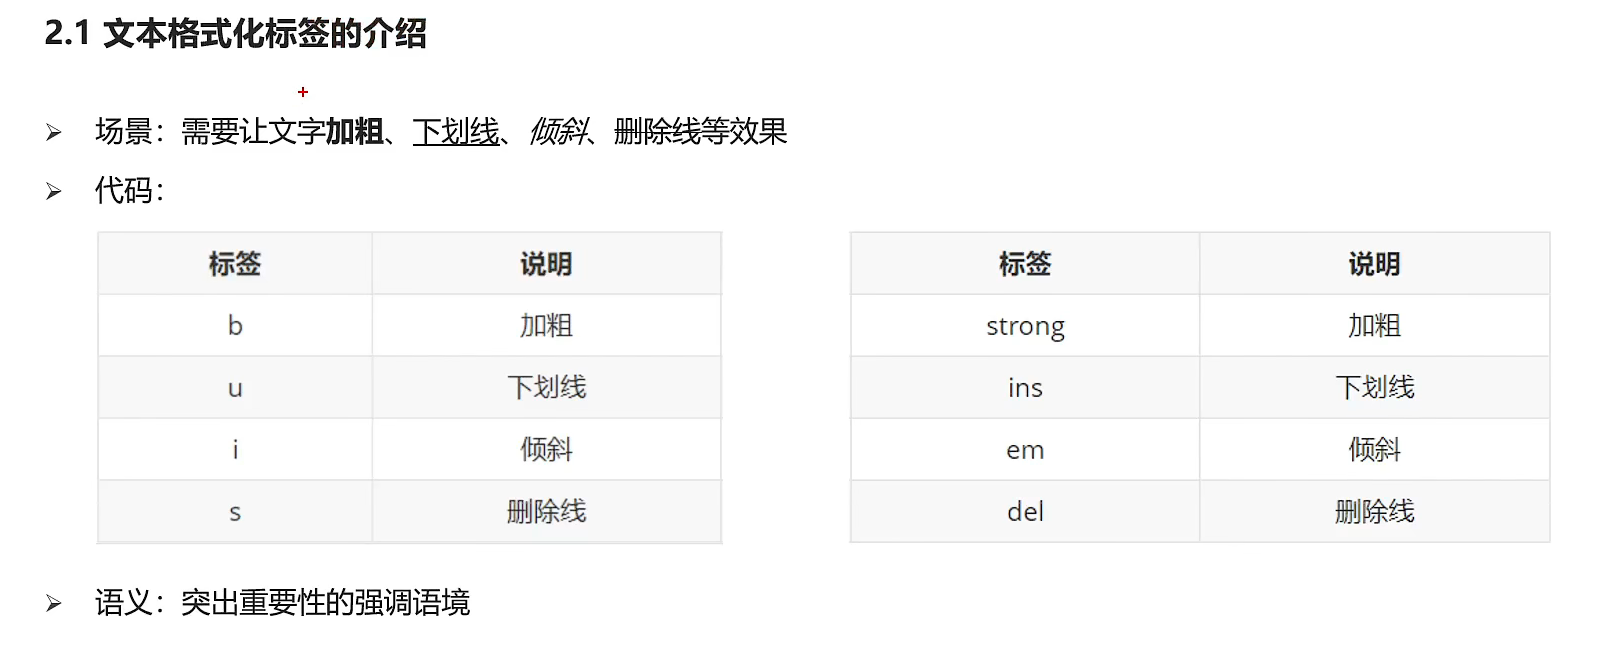 2.1 文本格式化标签的介绍
场景：需要让文字加粗、下划线、倾斜、删除线等效果
代码：
标签 说明
b 加粗
u 下划线
i 倾斜
s 删除线
标签 说明
strong 加粗
ins 下划线
em 倾斜
del 删除线
语义：突出重要性的强调语境